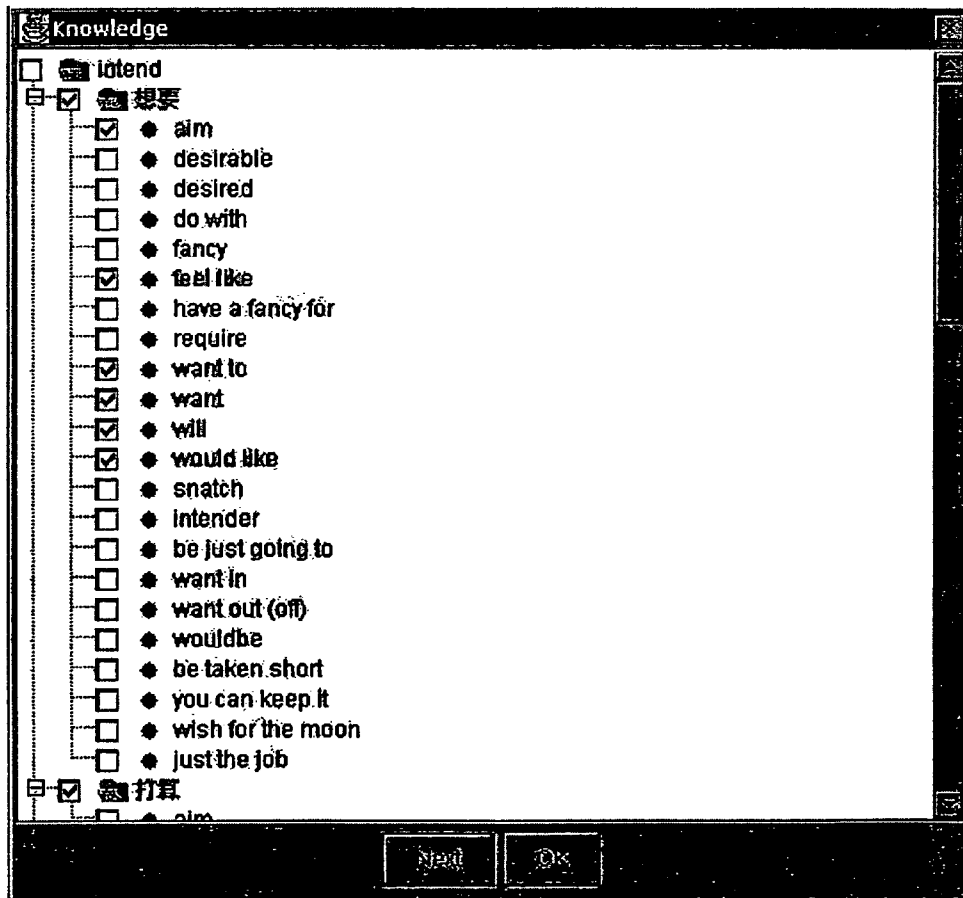 Knowledge
intend
想要
aim
desirable
desired
do with
fancy
feel like
have a fancy for
require
want to
want
will
would like
snatch
intender
be just going to
want in
want out (off)
wouldbe
be taken short
you can keep it
wish for the moon
just the job
打算
aim
Next
OK